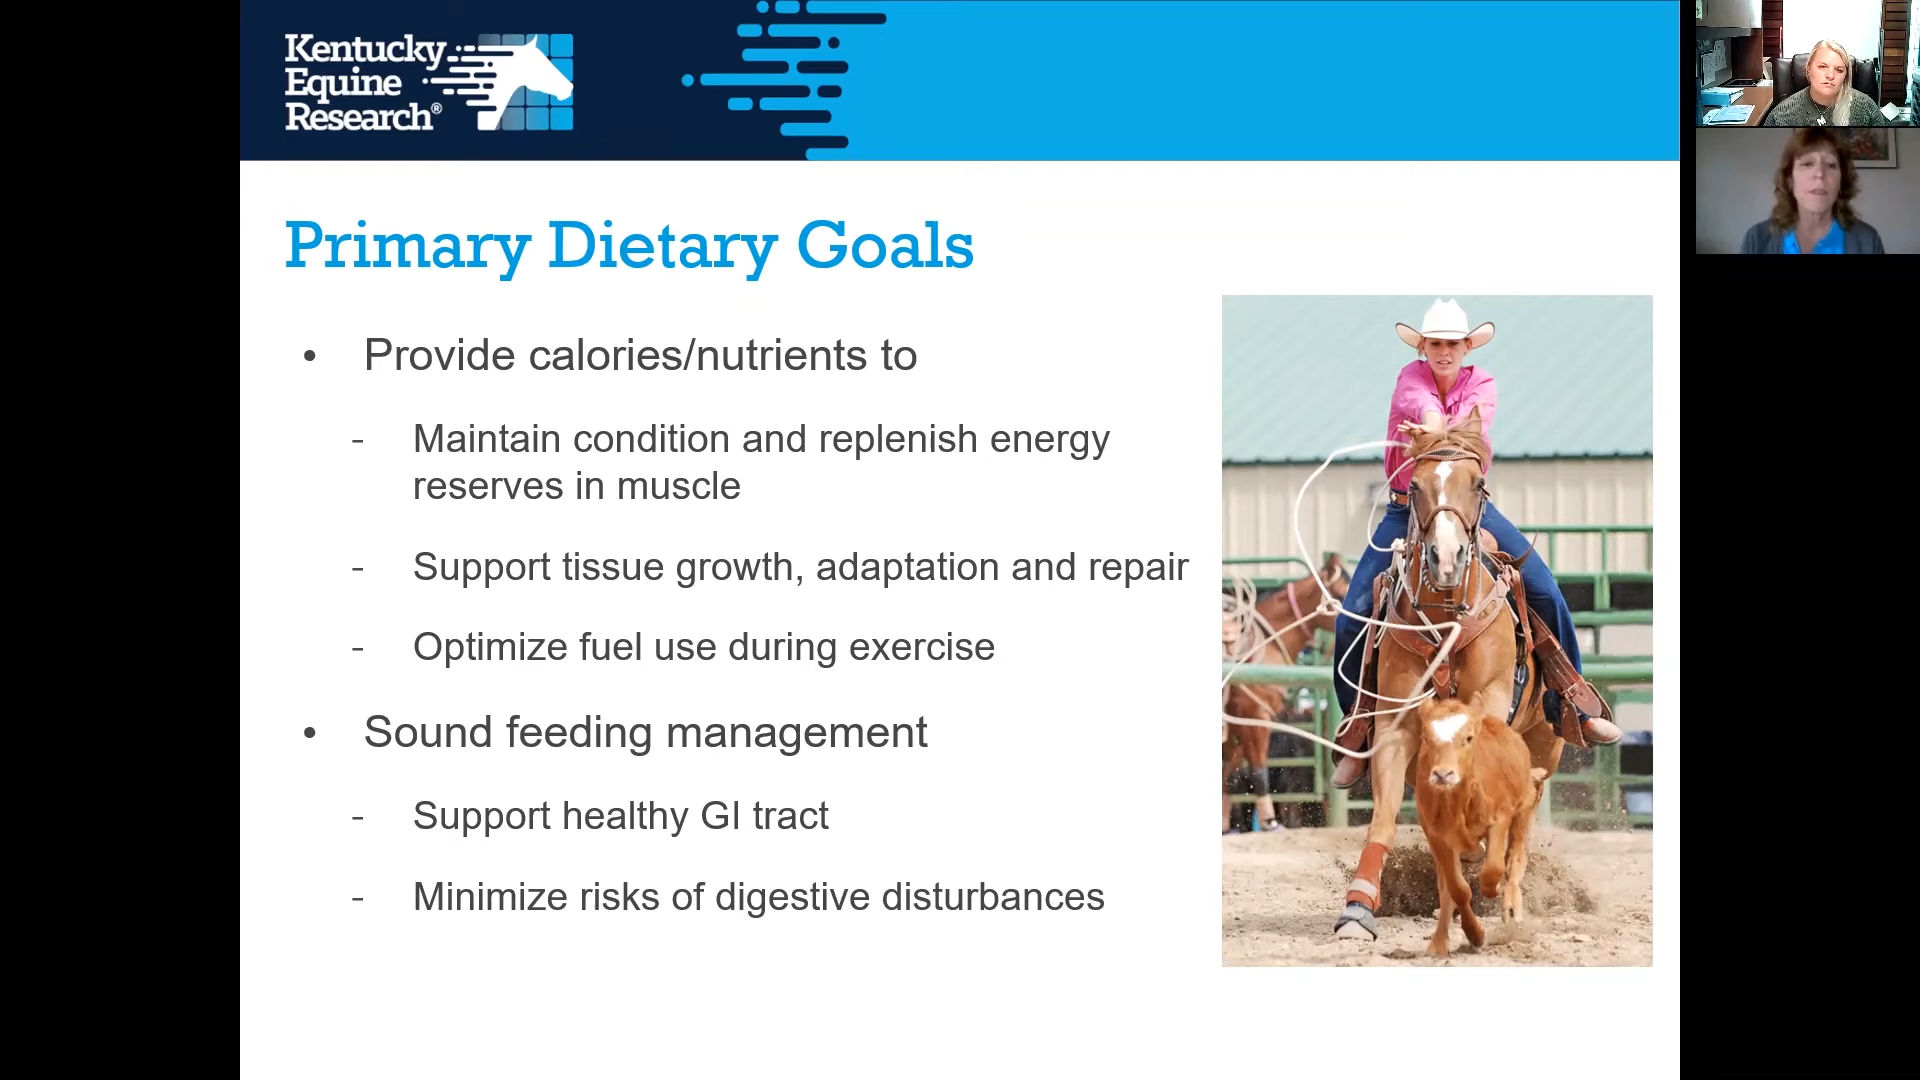 Kentucky
Equine
Research®
Primary Dietary Goals
• Provide calories/nutrients to
- Maintain condition and replenish energy
reserves in muscle
- Support tissue growth, adaptation and repair
- Optimize fuel use during exercise
• Sound feeding management
- Support healthy GI tract
- Minimize risks of digestive disturbances